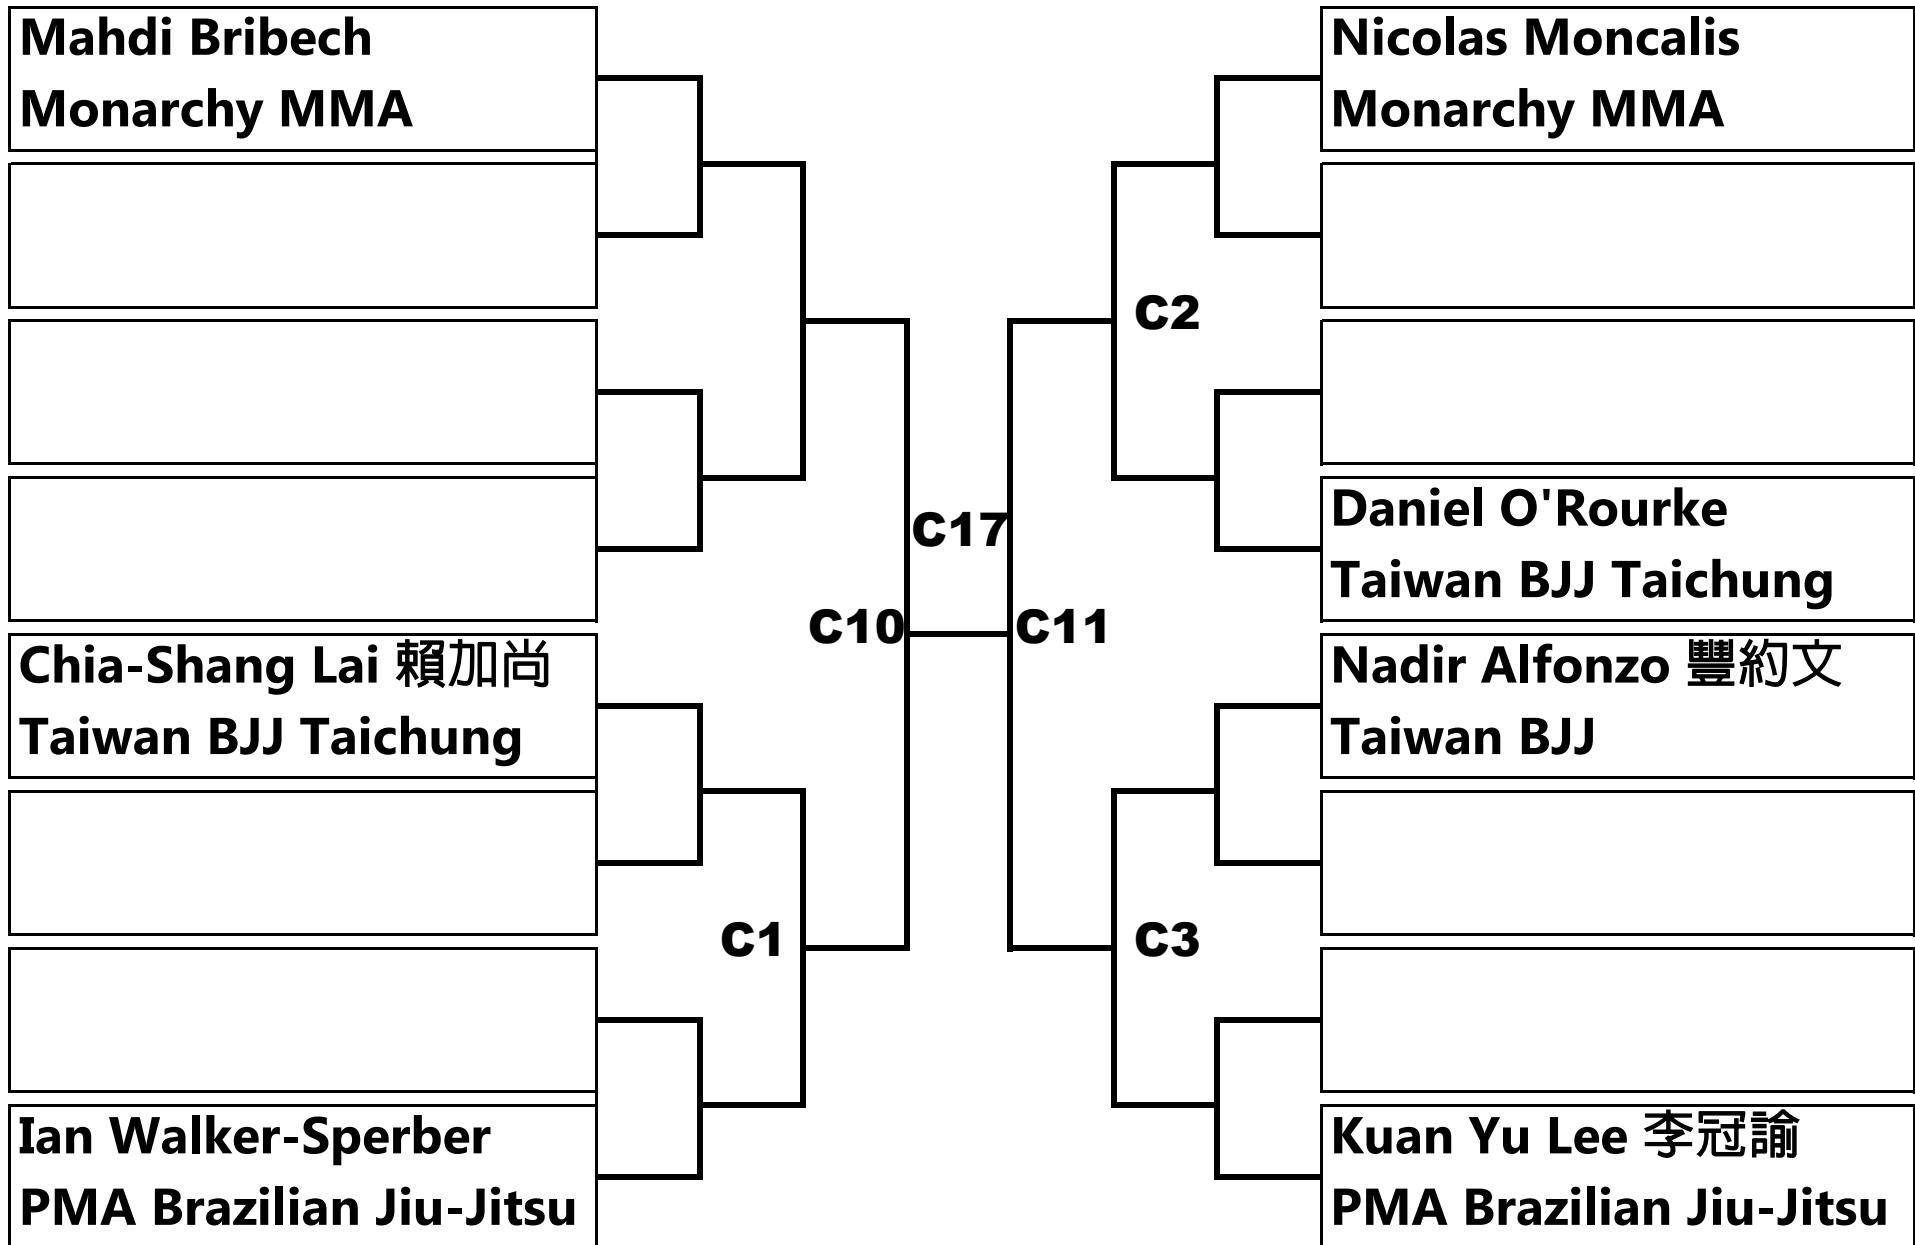 Mahdi Bribech
Monarchy MMA
Chia-Shang Lai 賴加尚
Taiwan BJJ Taichung
Ian Walker-Sperber
PMA Brazilian Jiu-Jitsu
C1
C10
C17
C11
C2
C3
Nicolas Moncalis
Monarchy MMA
Daniel O'Rourke
Taiwan BJJ Taichung
Nadir Alfonzo 豐約文
Taiwan BJJ
Kuan Yu Lee 李冠諭
PMA Brazilian Jiu-Jitsu